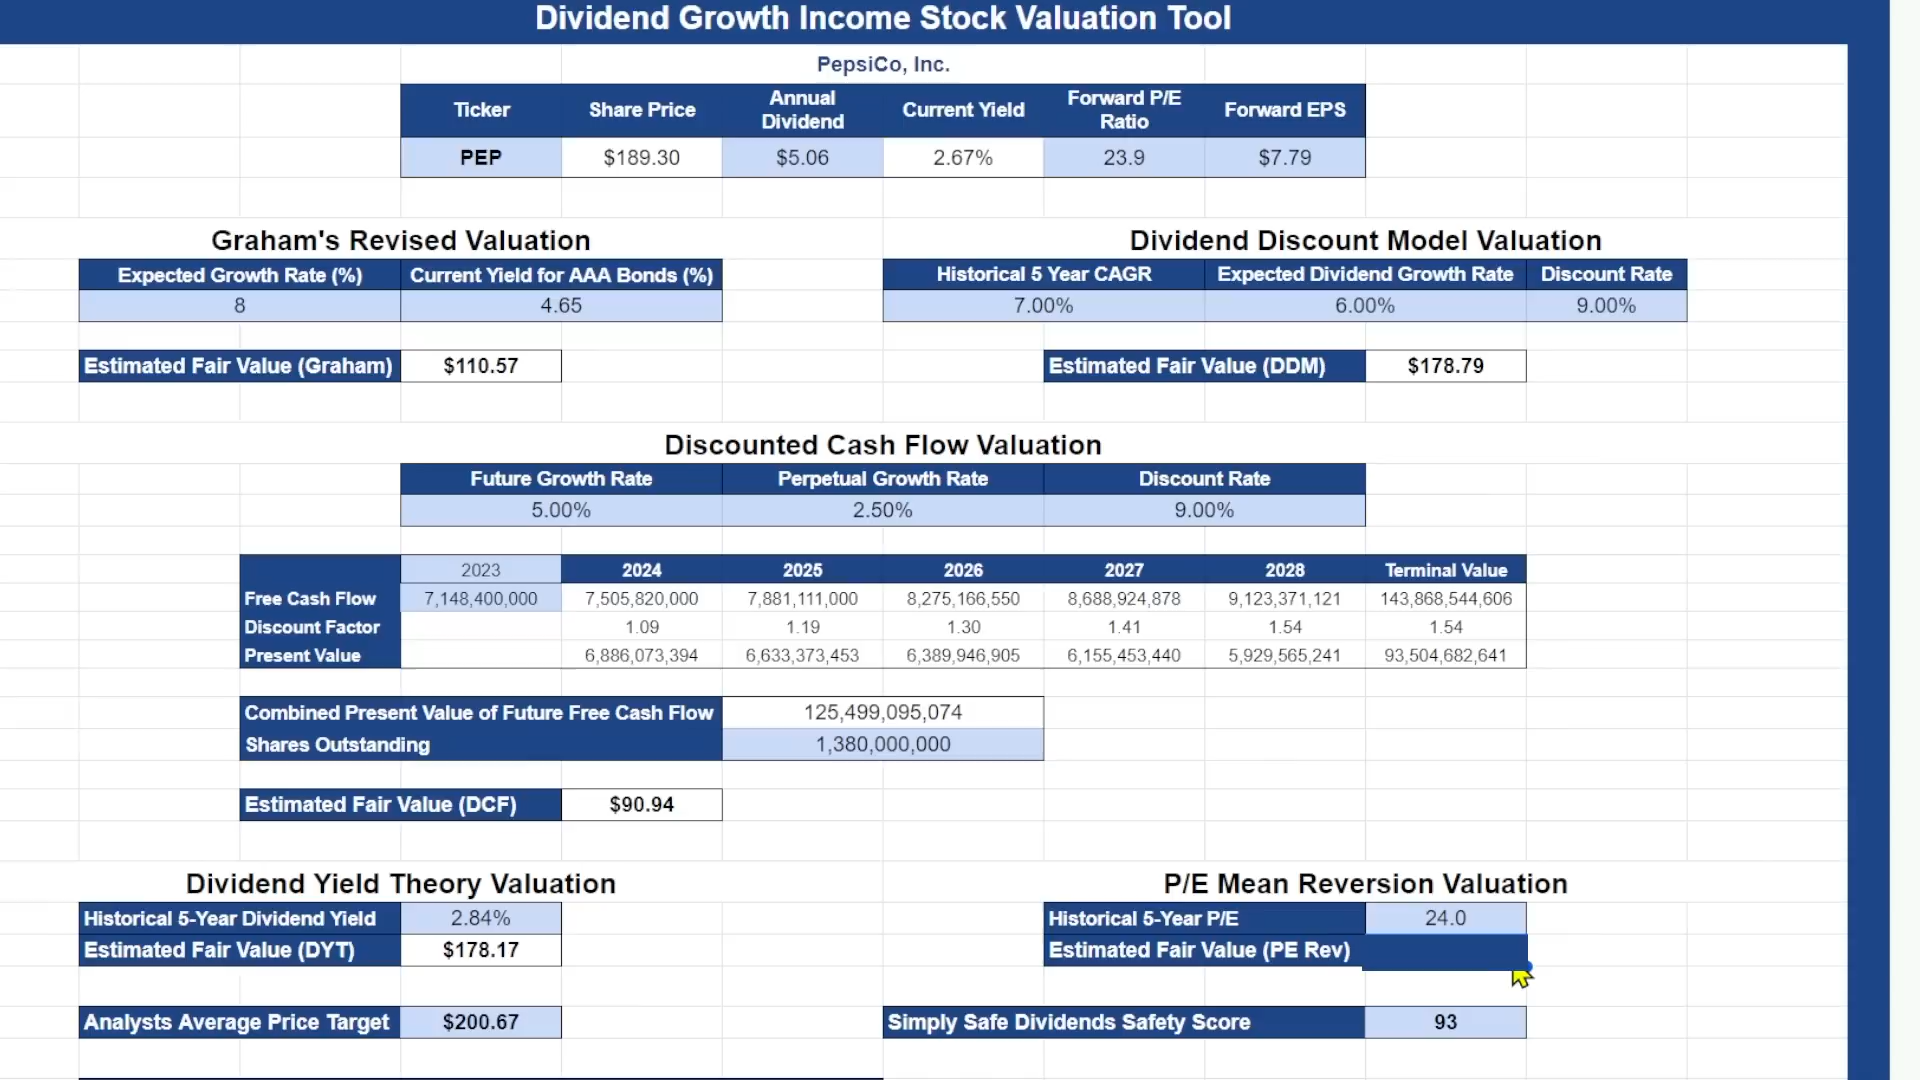 Dividend Growth Income Stock Valuation Tool
PepsiCo, Inc.
Ticker Share Price Annual Dividend Current Yield Forward P/E Ratio Forward EPS
PEP $189.30 $5.06 2.67% 23.9 $7.79
Graham's Revised Valuation
Expected Growth Rate (%) Current Yield for AAA Bonds (%)
8 4.65
Estimated Fair Value (Graham) $110.57
Dividend Discount Model Valuation
Historical 5 Year CAGR Expected Dividend Growth Rate Discount Rate
7.00% 6.00% 9.00%
Estimated Fair Value (DDM) $178.79
Discounted Cash Flow Valuation
Future Growth Rate Perpetual Growth Rate Discount Rate
5.00% 2.50% 9.00%
2023 2024 2025 2026 2027 2028 Terminal Value
Free Cash Flow 7,148,400,000 7,505,820,000 7,881,111,000 8,275,166,550 8,688,924,878 9,123,371,121 143,868,544,606
Discount Factor 1.09 1.19 1.30 1.41 1.54 1.54
Present Value 6,886,073,394 6,633,373,453 6,389,946,905 6,155,453,440 5,929,565,241 93,504,682,641
Combined Present Value of Future Free Cash Flow 125,499,095,074
Shares Outstanding 1,380,000,000
Estimated Fair Value (DCF) $90.94
Dividend Yield Theory Valuation
Historical 5-Year Dividend Yield 2.84%
Estimated Fair Value (DYT) $178.17
P/E Mean Reversion Valuation
Historical 5-Year P/E 24.0
Estimated Fair Value (PE Rev)
Analysts Average Price Target $200.67
Simply Safe Dividends Safety Score 93